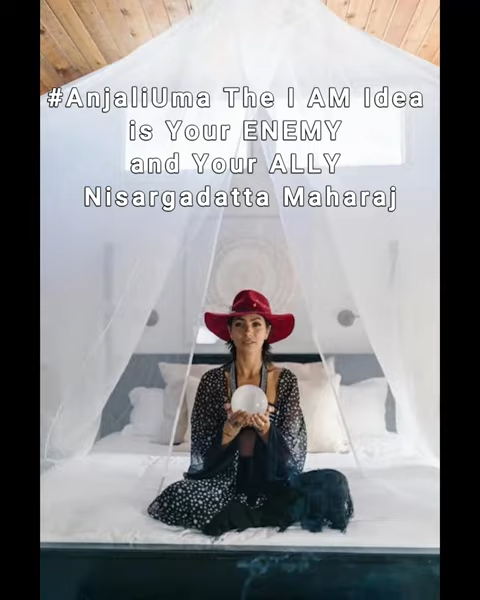 #AnjaliUma The I AM Idea
is Your ENEMY
and Your ALLY
Nisargadatta Maharaj